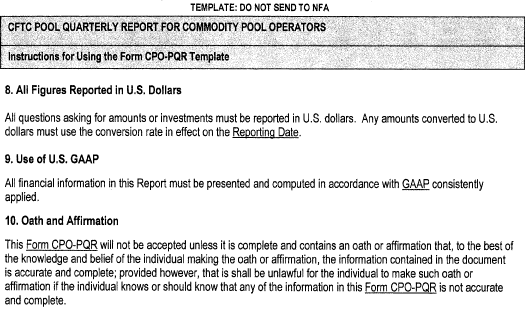 TEMPLATE: DO NOT SEND TO NFA
CFTC POOL QUARTERLY REPORT FOR COMMODITY POOL OPERATORS
Instructions for Using the Form CPO-PQR Template
8. All Figures Reported in U.S. Dollars
All questions asking for amounts or investments must be reported in U.S. dollars. Any amounts converted to U.S.
dollars must use the conversion rate in effect on the Reporting Date.
9. Use of U.S. GAAP
All financial information in this Report must be presented and computed in accordance with GAAP consistently
applied.
10. Oath and Affirmation
This Form CPO-PQR will not be accepted unless it is complete and contains an oath or affirmation that, to the best of
the knowledge and belief of the individual making the oath or affirmation, the information contained in the document
is accurate and complete; provided however, that is shall be unlawful for the individual to make such oath or
affirmation if the individual knows or should know that any of the information in this Form CPO-PQR is not accurate
and complete.